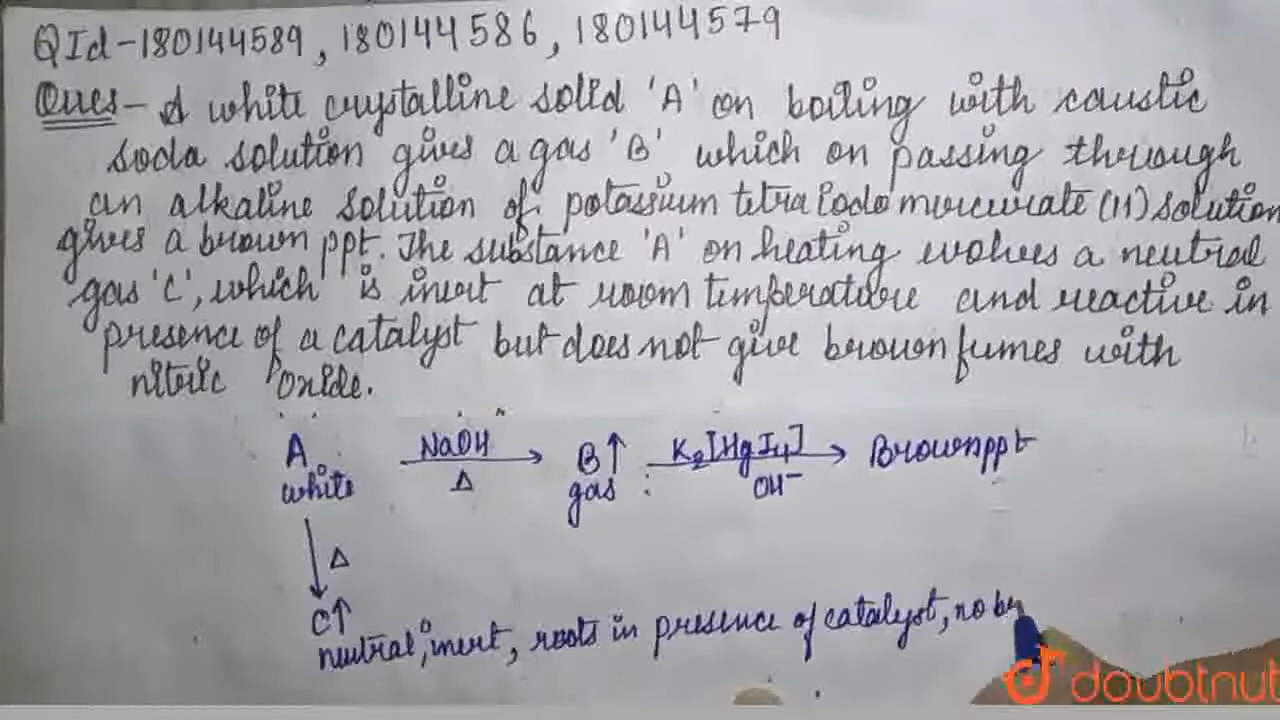 QId-180144589, 180144586, 180144579
Ques- A white crystalline solid 'A' on boiling with caustic
soda solution gives a gas 'B' which on passing through
an alkaline solution of potassium tetraiodomercurate (II) solution
gives a brown ppt. The substance 'A' on heating evolves a neutral
gas 'C', which is inert at room temperature and reactive in
presence of a catalyst but does not give brown fumes with
nitric oxide.
A NaOH B↑ K₂[HgI₄] Brown ppt
white Δ gas : OH⁻
Δ
C↑
neutral, inert, in presence of catalyst, no
doubtnut